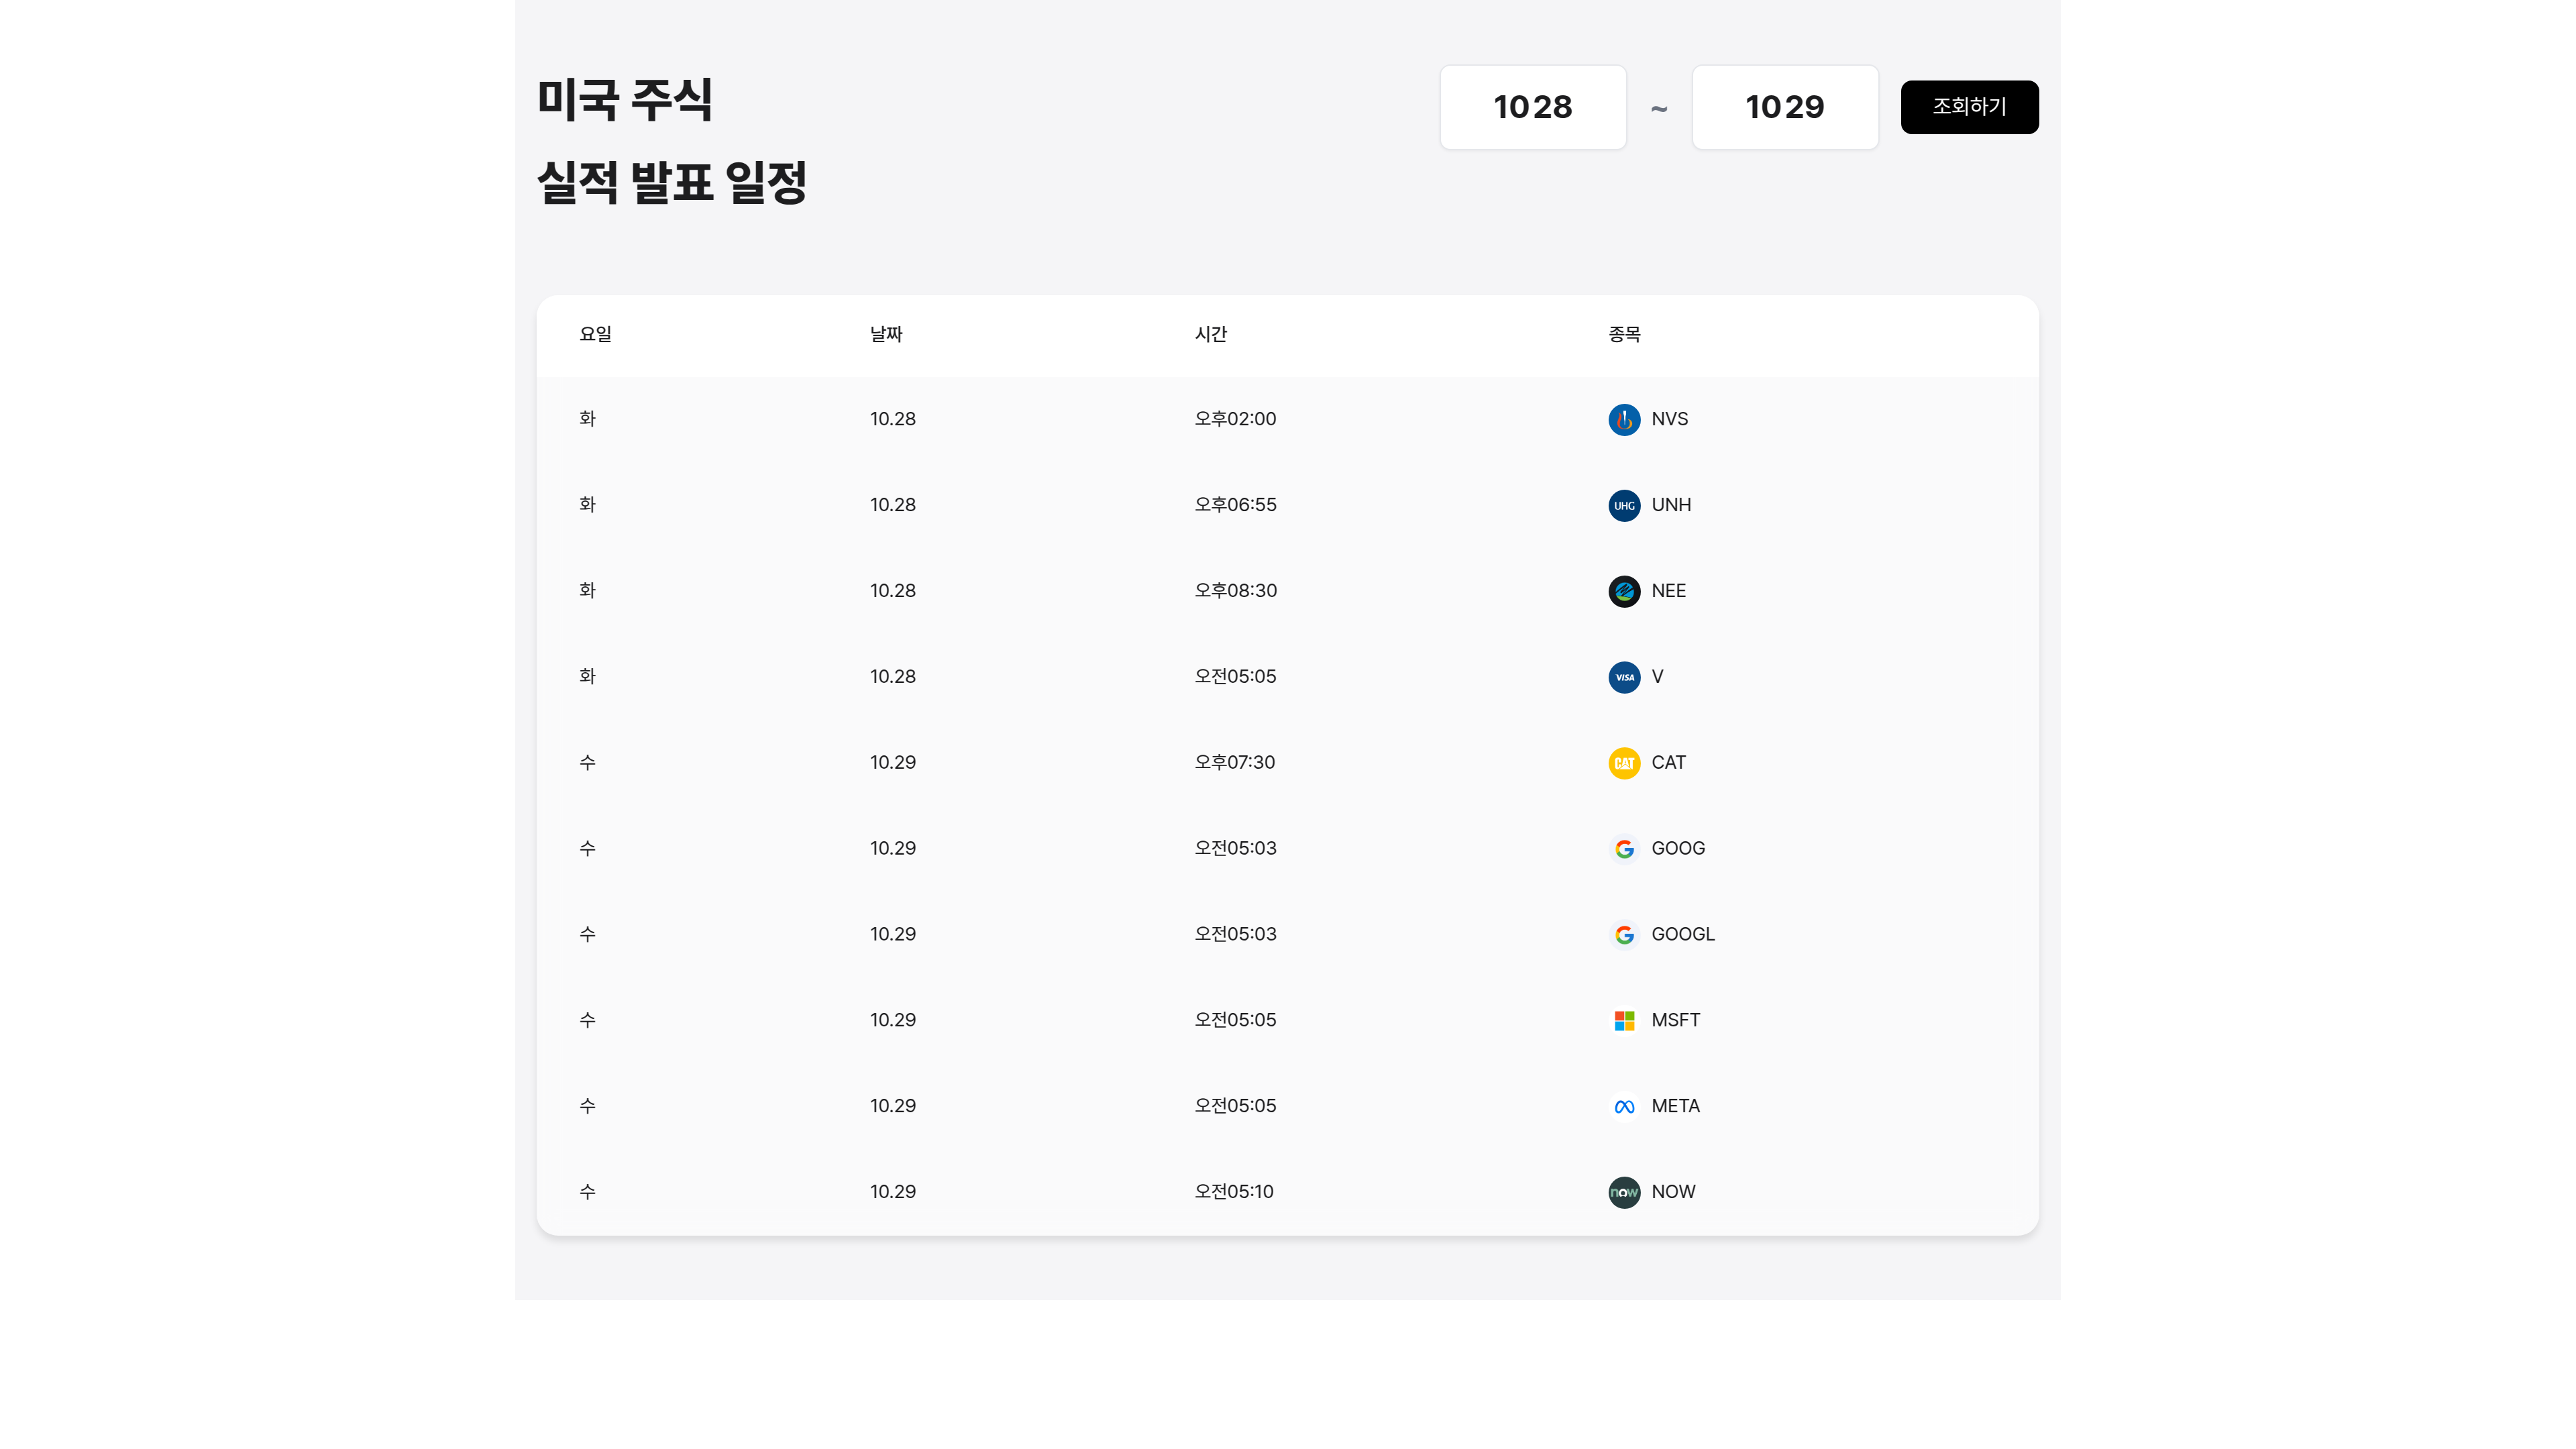 미국 주식
실적 발표 일정
1028 ~ 1029 조회하기
요일 날짜 시간 종목
화 10.28 오후02:00 NVS
화 10.28 오후06:55 UHG UNH
화 10.28 오후08:30 NEE
화 10.28 오전05:05 VISA V
수 10.29 오후07:30 CAT CAT
수 10.29 오전05:03 G GOOG
수 10.29 오전05:03 G GOOGL
수 10.29 오전05:05 MSFT
수 10.29 오전05:05 META
수 10.29 오전05:10 now NOW